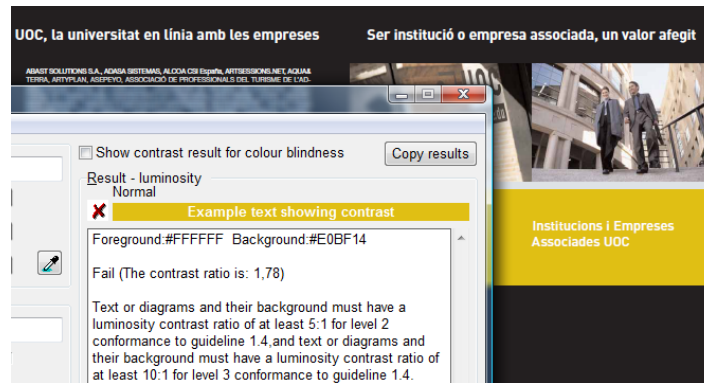 UOC, la universitat en línia amb les empreses
Ser institució o empresa associada, un valor afegit
ABAST SOLUTIONS S.A., ADASA SISTEMAS, ALCOA CSI España, ARTSESSIONS.NET, AQUA&
TERRA, ARTYPLAN, ASEPEYO, ASSOCIACIÓ DE PROFESSIONALS DEL TURISME DE L'AD-
UOC
Show contrast result for colour blindness
Copy results
Result - luminosity
Normal
Example text showing contrast
Foreground:#FFFFFF Background:#E0BF14
Fail (The contrast ratio is: 1,78)
Text or diagrams and their background must have a
luminosity contrast ratio of at least 5:1 for level 2
conformance to guideline 1.4,and text or diagrams and
their background must have a luminosity contrast ratio of
at least 10:1 for level 3 conformance to guideline 1.4.
Institucions i Empreses
Associades UOC